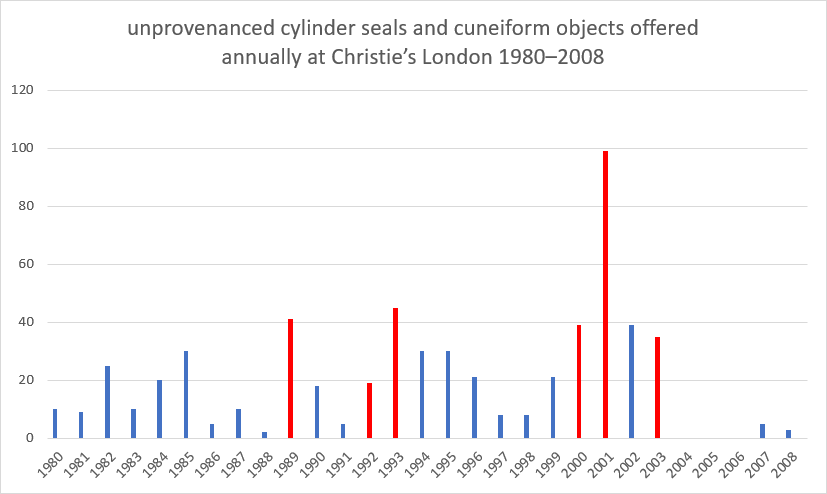 unprovenanced cylinder seals and cuneiform objects offered
annually at Christie’s London 1980–2008
120
100
80
60
40
20
0
1980 1981 1982 1983 1984 1985 1986 1987 1988 1989 1990 1991 1992 1993 1994 1995 1996 1997 1998 1999 2000 2001 2002 2003 2004 2005 2006 2007 2008